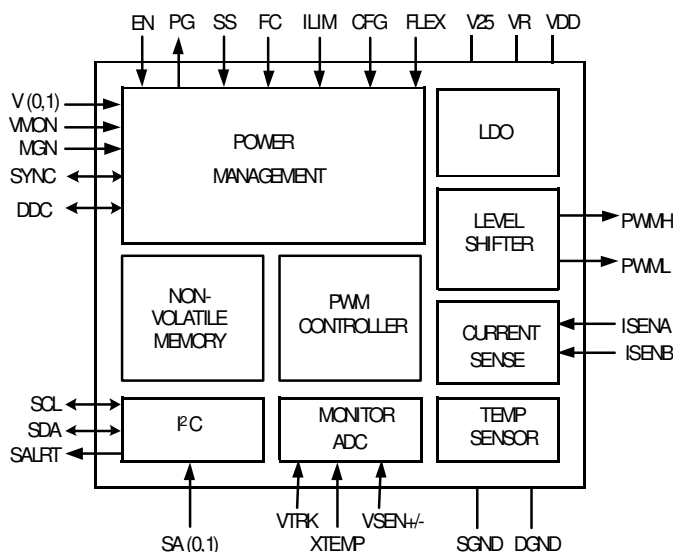 EN PG SS FC ILIM CFG FLEX V25 VR VDD
V (0,1)
VMON
MGN
SYNC
DDC
POWER
MANAGEMENT
LDO
LEVEL
SHIFTER
PWMH
PWML
NON-
VOLATILE
MEMORY
PWM
CONTROLLER
CURRENT
SENSE
ISENA
ISENB
SCL
SDA
SALRT
I²C
MONITOR
ADC
TEMP
SENSOR
SA (0,1)
VTRK
XTEMP
VSEN+/-
SGND DGND